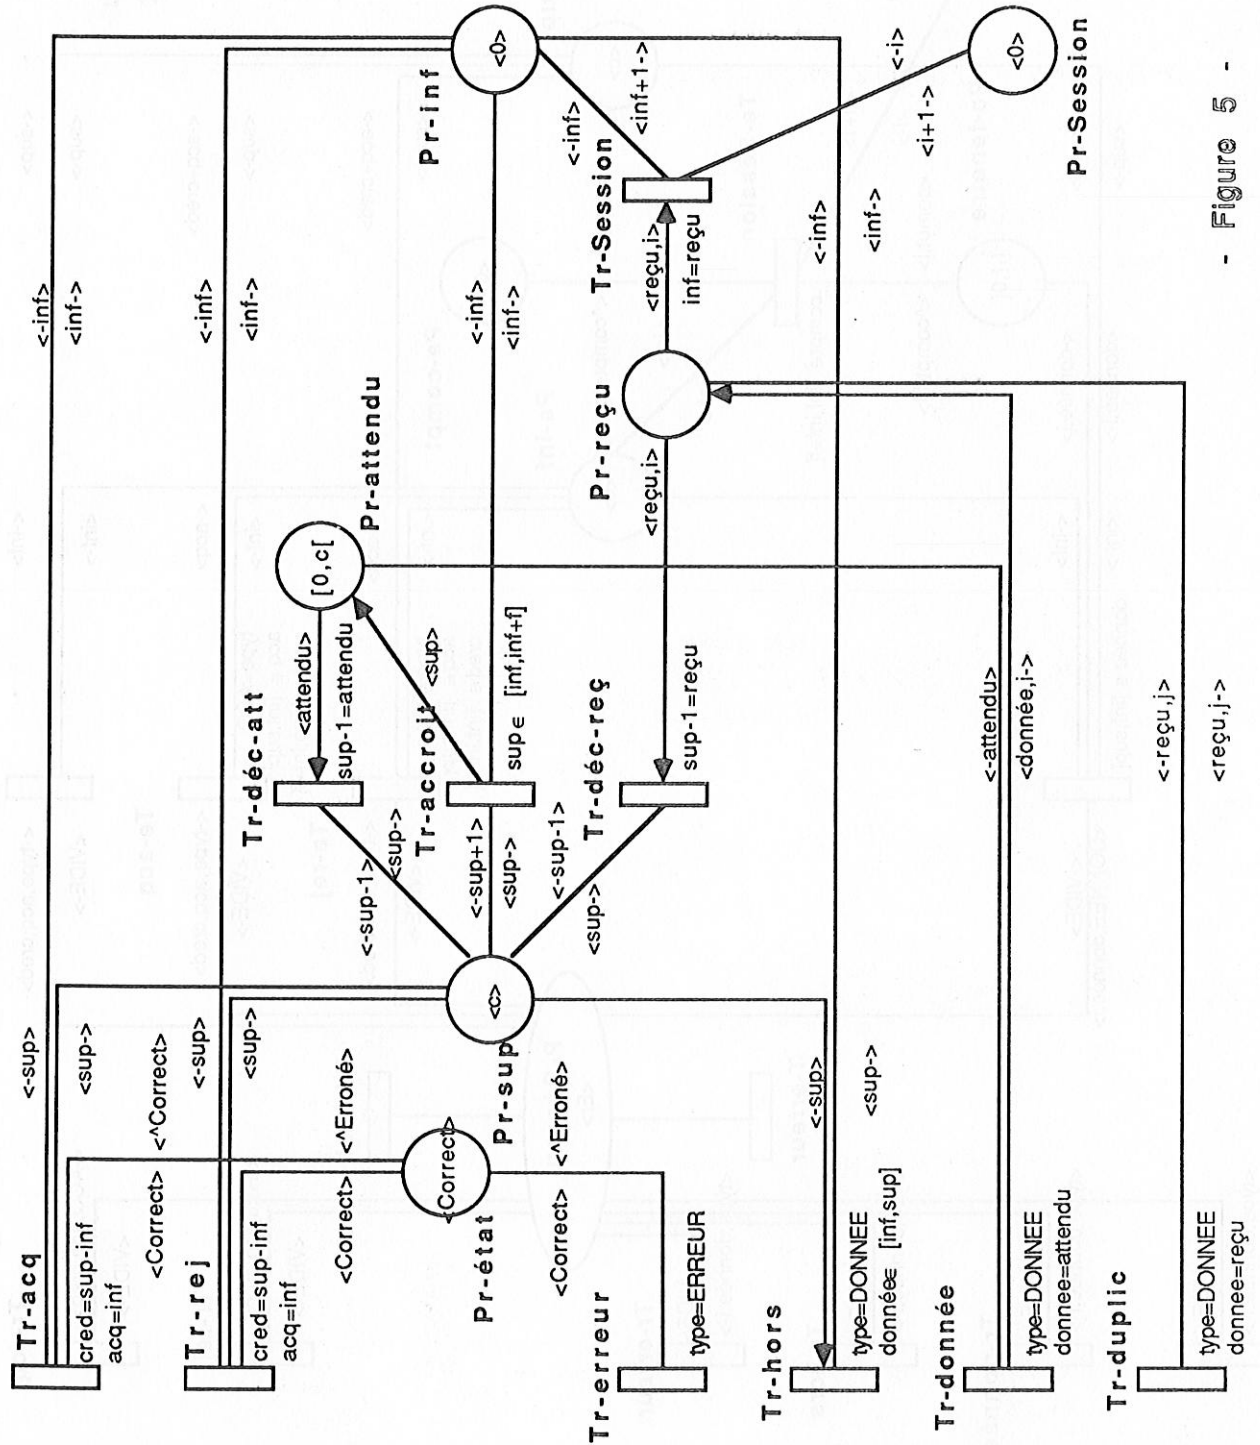 Tr-acq
cred=sup-inf
acq=inf
<-sup>
<sup->
<Correct>
<^Correct>
<-inf>
<inf->
Tr-rej
cred=sup-inf
acq=inf
<-sup>
<sup->
<Correct>
<^Erroné>
<-inf>
<inf->
Pr-état
<Correct>
Pr-sup
<c>
Tr-déc-att
<attendu>
sup-1=attendu
<-sup-1>
<sup->
Pr-attendu
[0,c[
Tr-accroit
<sup>
sup ∈ [inf,inf+f]
<-sup+1>
<sup->
<-inf>
<inf->
Pr-inf
<0>
Tr-déc-reç
sup-1=reçu
<-sup-1>
<sup->
<reçu,i>
Pr-reçu
<reçu,i>
inf=reçu
Tr-Session
<-inf>
<inf+1->
<-i>
<i+1->
Pr-Session
<0>
Tr-erreur
type=ERREUR
<Correct>
<^Erroné>
Tr-hors
type=DONNEE
donnée∈ [inf,sup]
<-sup>
<sup->
<-inf>
<inf->
Tr-donnée
type=DONNEE
donnee=attendu
<-attendu>
<donnée,i->
Tr-duplic
type=DONNEE
donnee=reçu
<-reçu,j>
<reçu,j->
- Figure 5 -